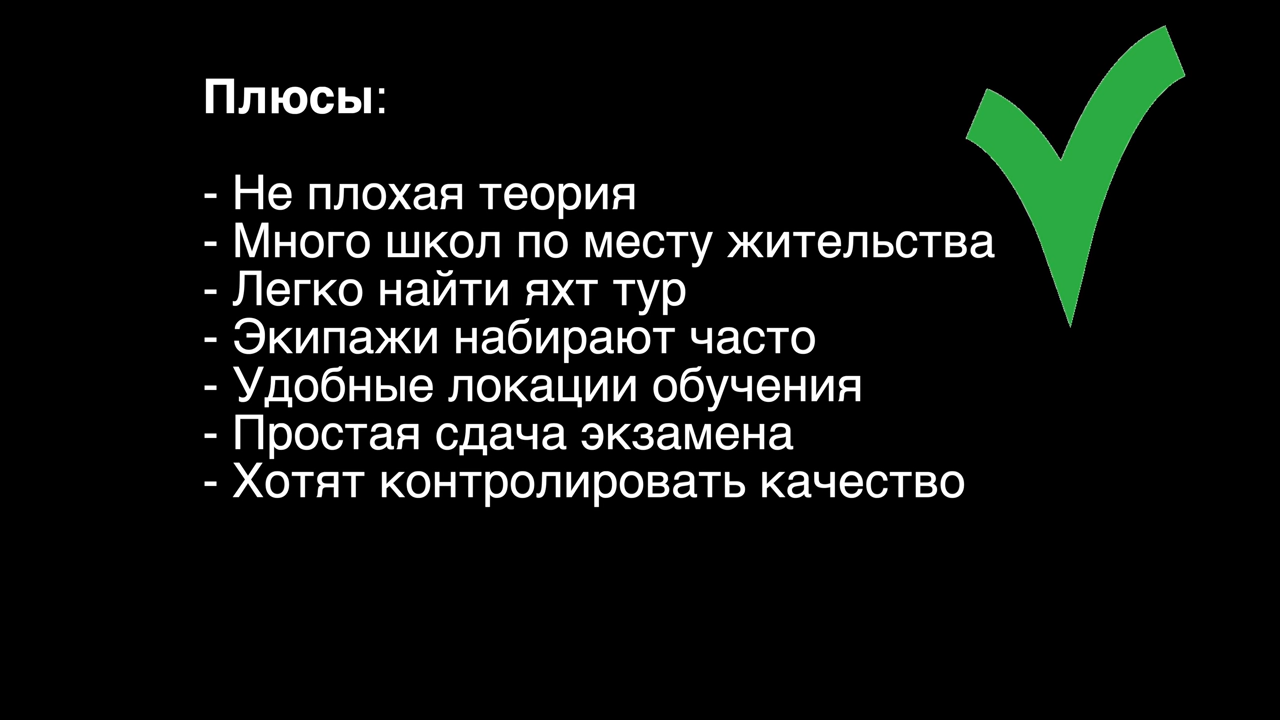 Плюсы:
- Не плохая теория
- Много школ по месту жительства
- Легко найти яхт тур
- Экипажи набирают часто
- Удобные локации обучения
- Простая сдача экзамена
- Хотят контролировать качество